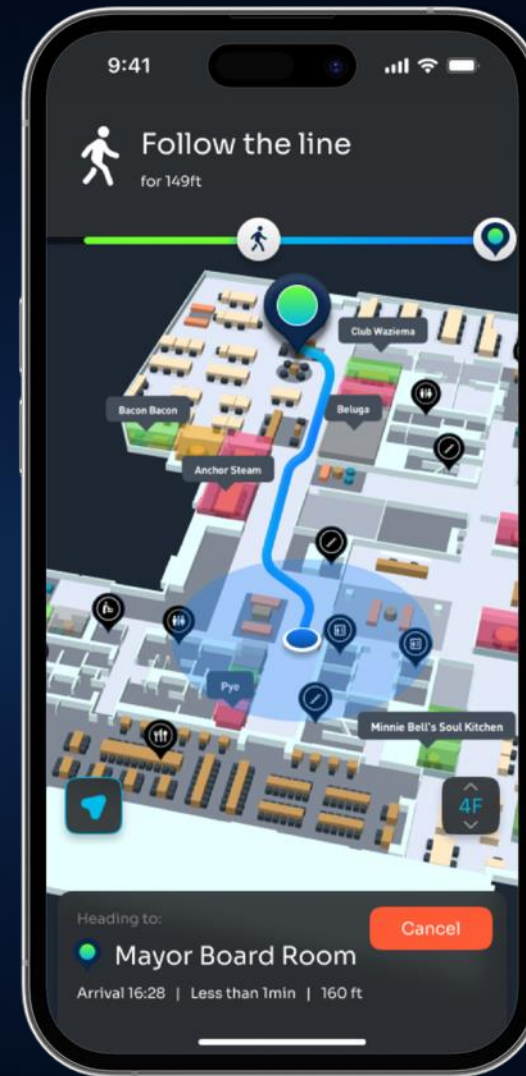 9:41
Follow the line
for 149ft
Club Waziema
Bacon Bacon
Beluga
Anchor Steam
Pye
Minnie Bell's Soul Kitchen
4F
Heading to:
Cancel
Mayor Board Room
Arrival 16:28 | Less than 1min | 160 ft